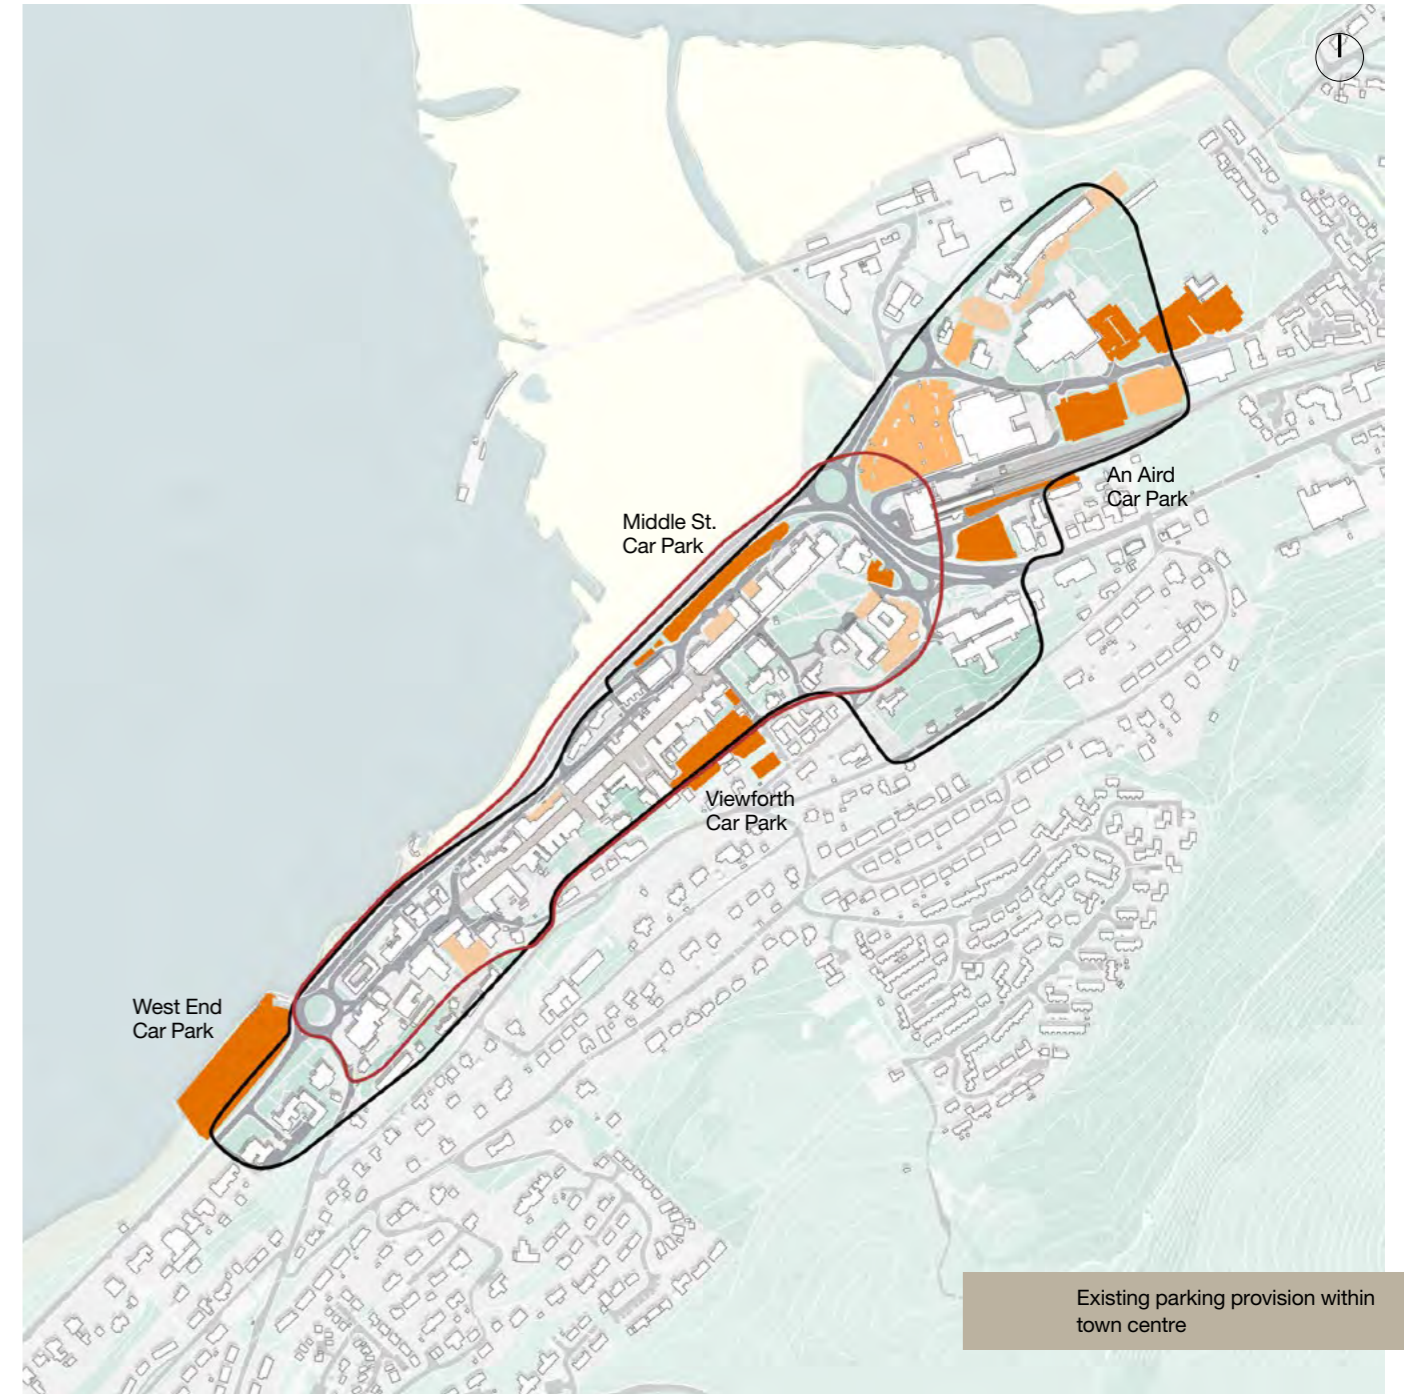 An Aird
Car Park
Middle St.
Car Park
Viewforth
Car Park
West End
Car Park
Existing parking provision within
town centre